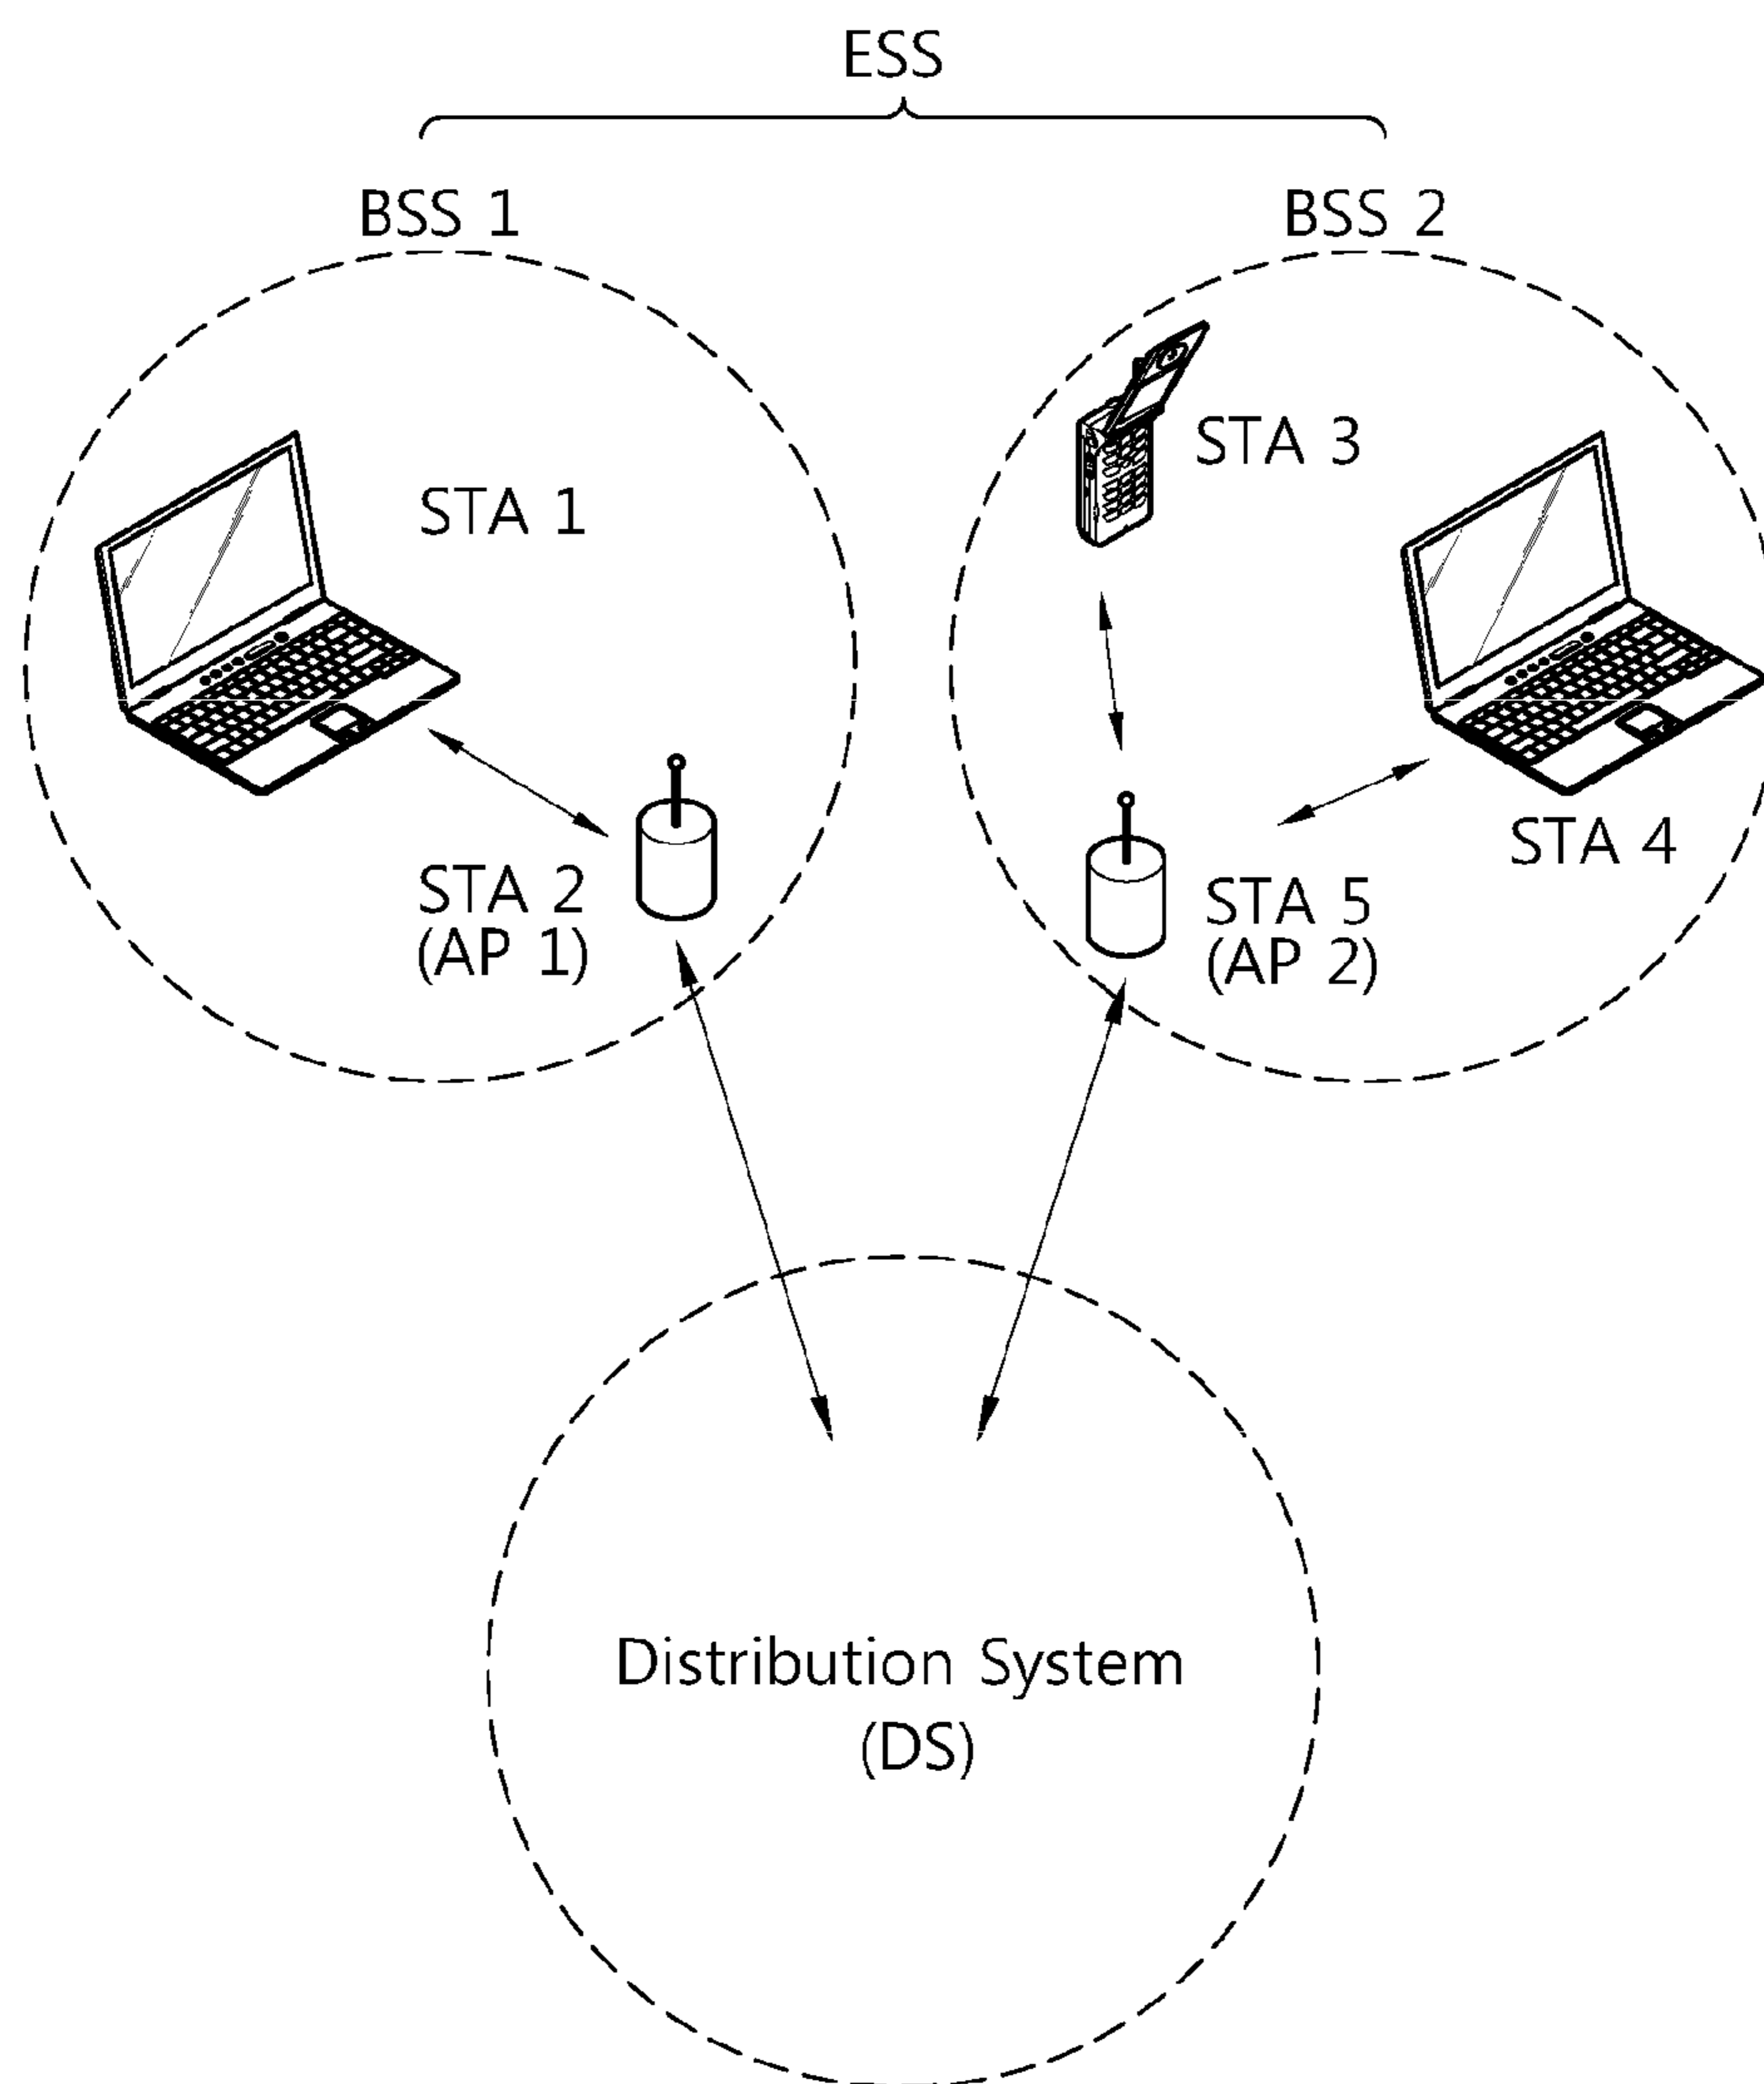 ESS
BSS 1
BSS 2
STA 1
STA 3
STA 2
(AP 1)
STA 4
STA 5
(AP 2)
Distribution System
(DS)